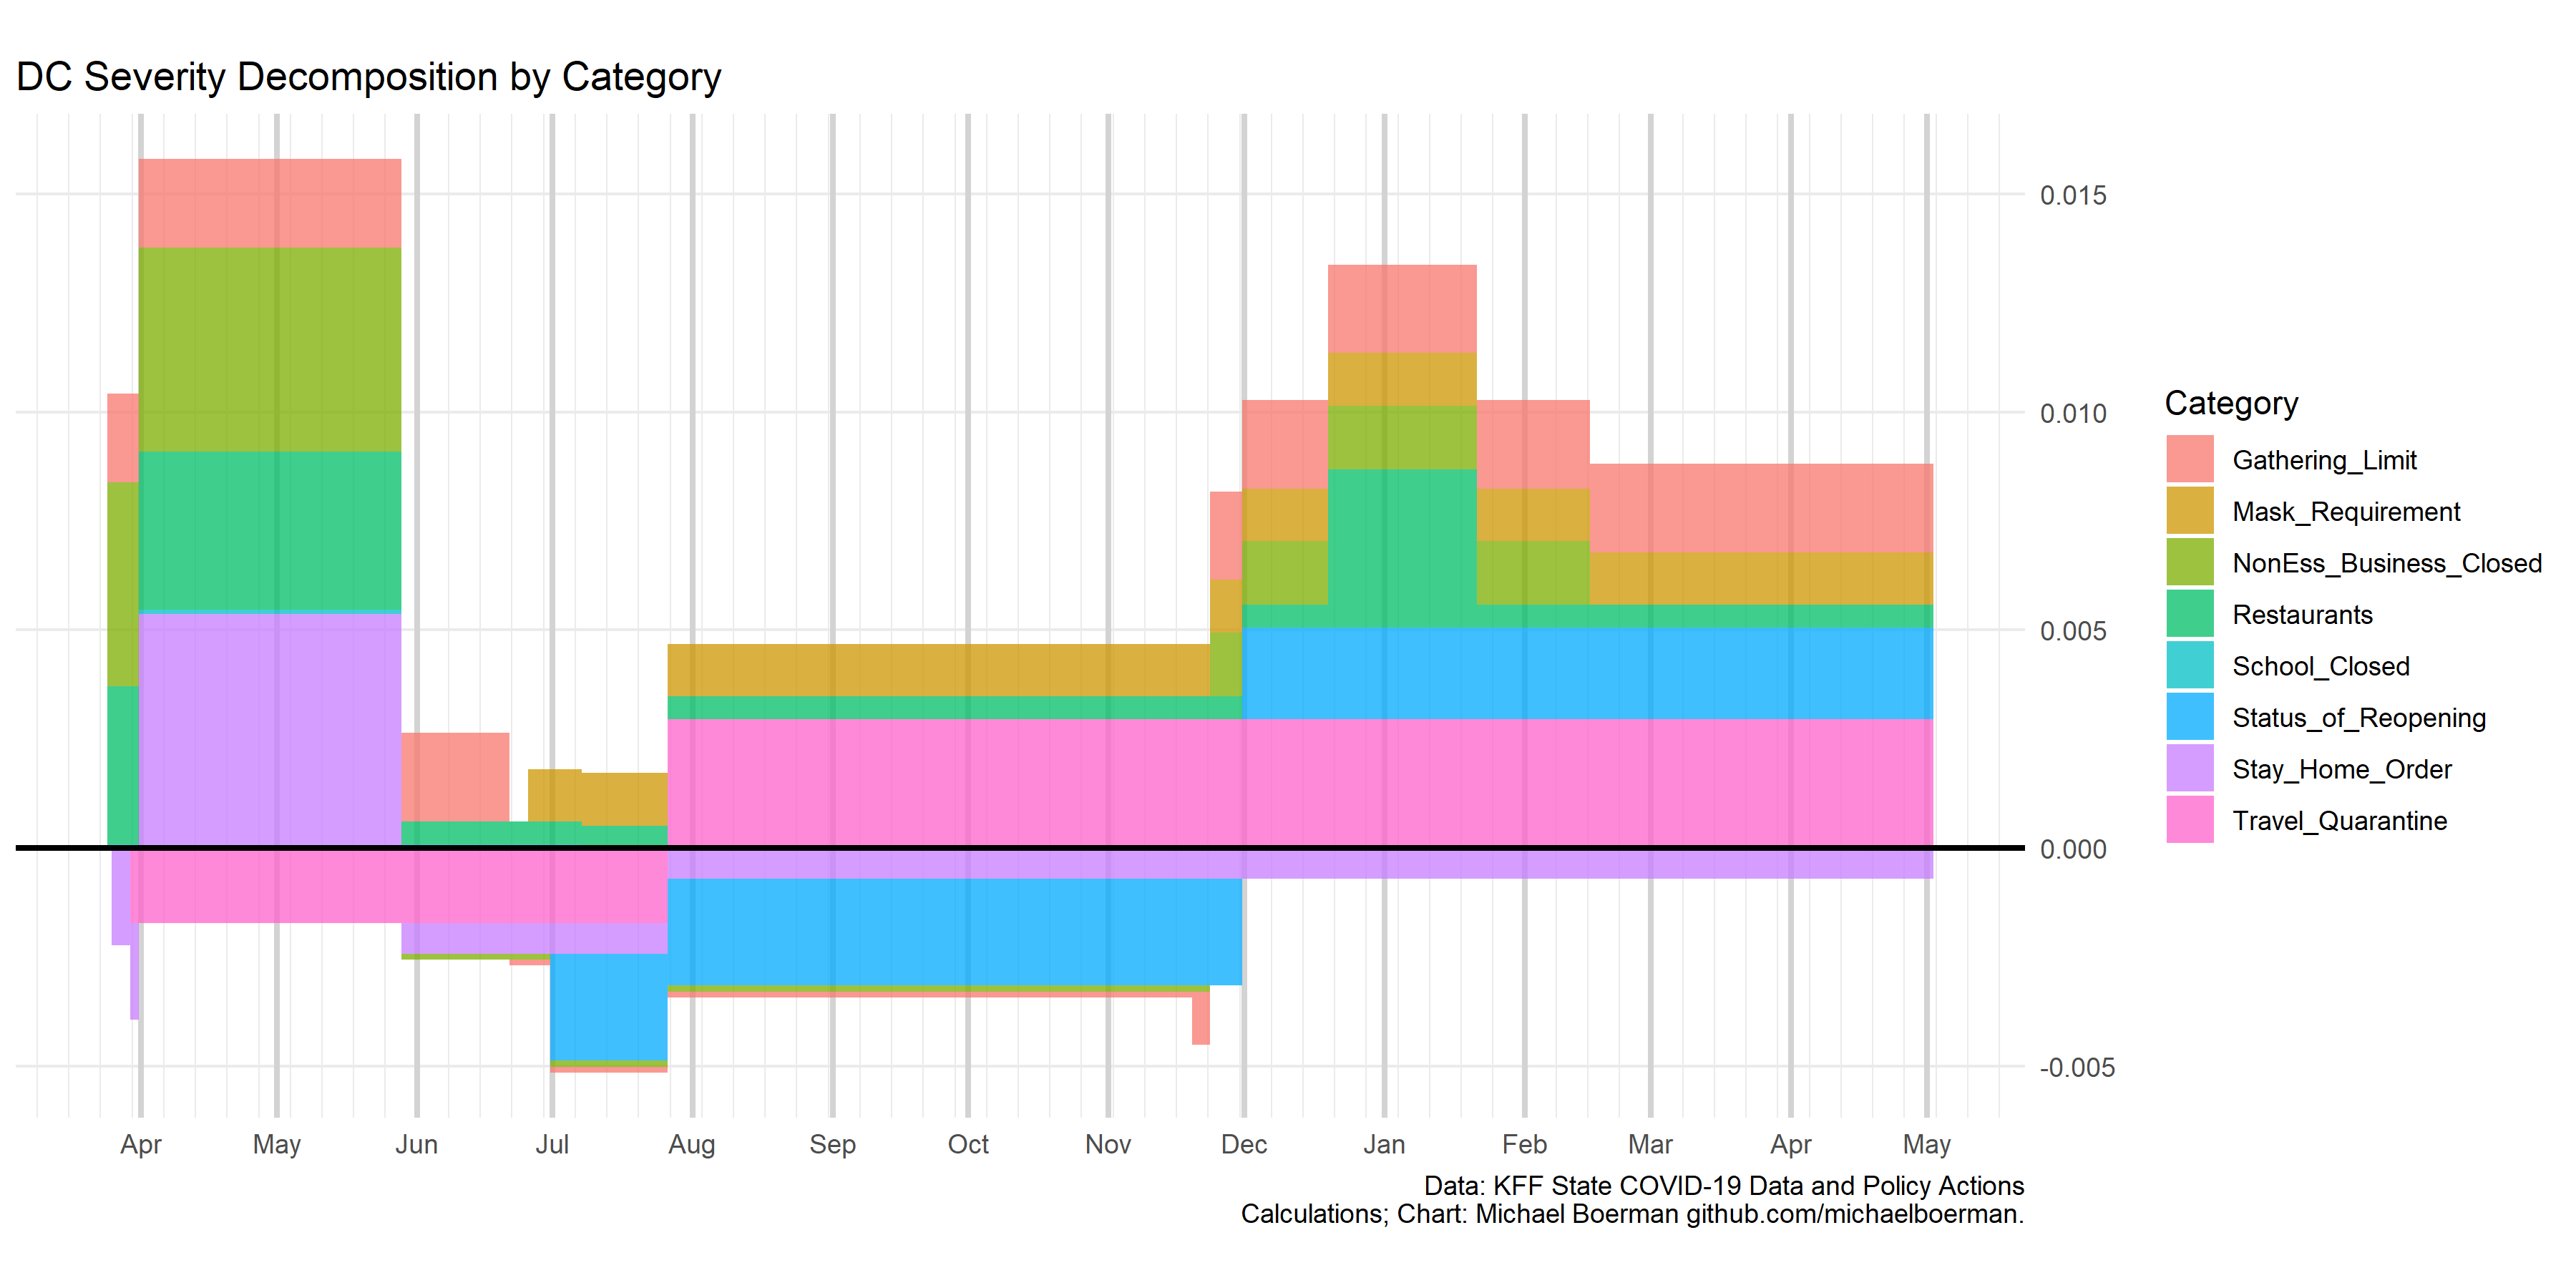 DC Severity Decomposition by Category
0.015
0.010
0.005
0.000
-0.005
Apr May Jun Jul Aug Sep Oct Nov Dec Jan Feb Mar Apr May
Category
Gathering_Limit
Mask_Requirement
NonEss_Business_Closed
Restaurants
School_Closed
Status_of_Reopening
Stay_Home_Order
Travel_Quarantine
Data: KFF State COVID-19 Data and Policy Actions
Calculations; Chart: Michael Boerman github.com/michaelboerman.